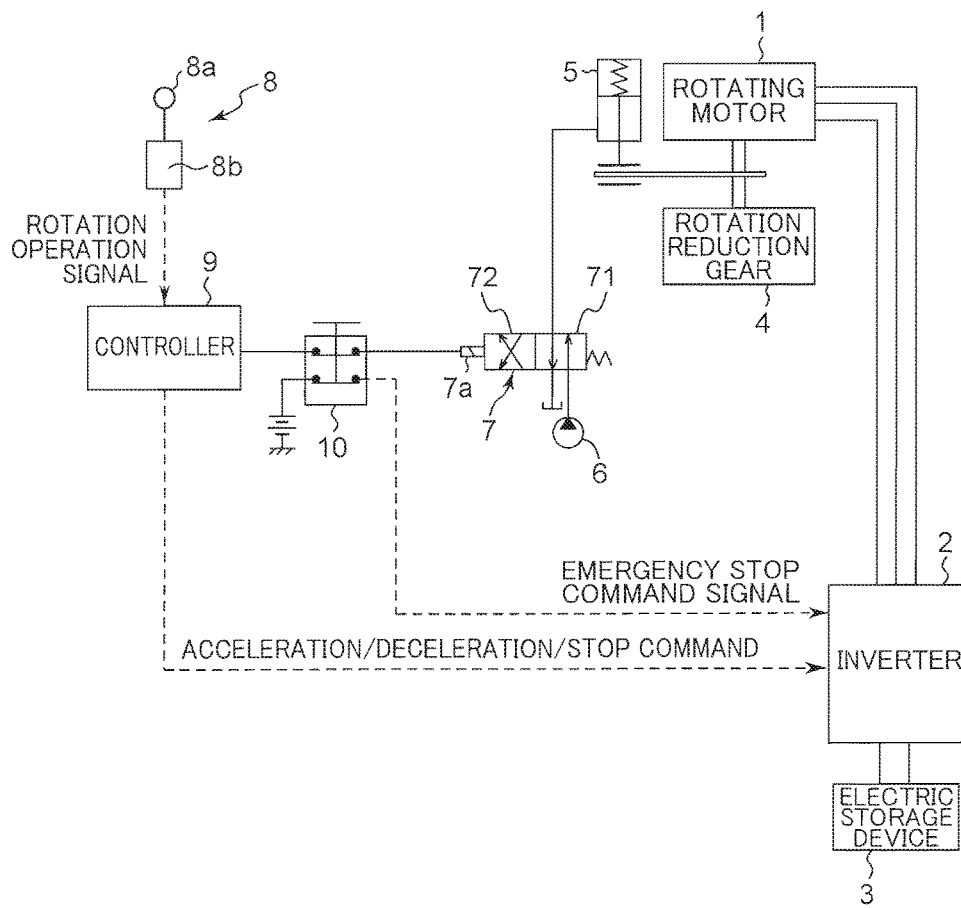 1
5
ROTATING
MOTOR
8a
8
8b
ROTATION
OPERATION
SIGNAL
9
ROTATION
REDUCTION
GEAR
4
72
71
CONTROLLER
7a
7
10
6
2
EMERGENCY STOP
COMMAND SIGNAL
ACCELERATION/DECELERATION/STOP COMMAND
INVERTER
ELECTRIC
STORAGE
DEVICE
3